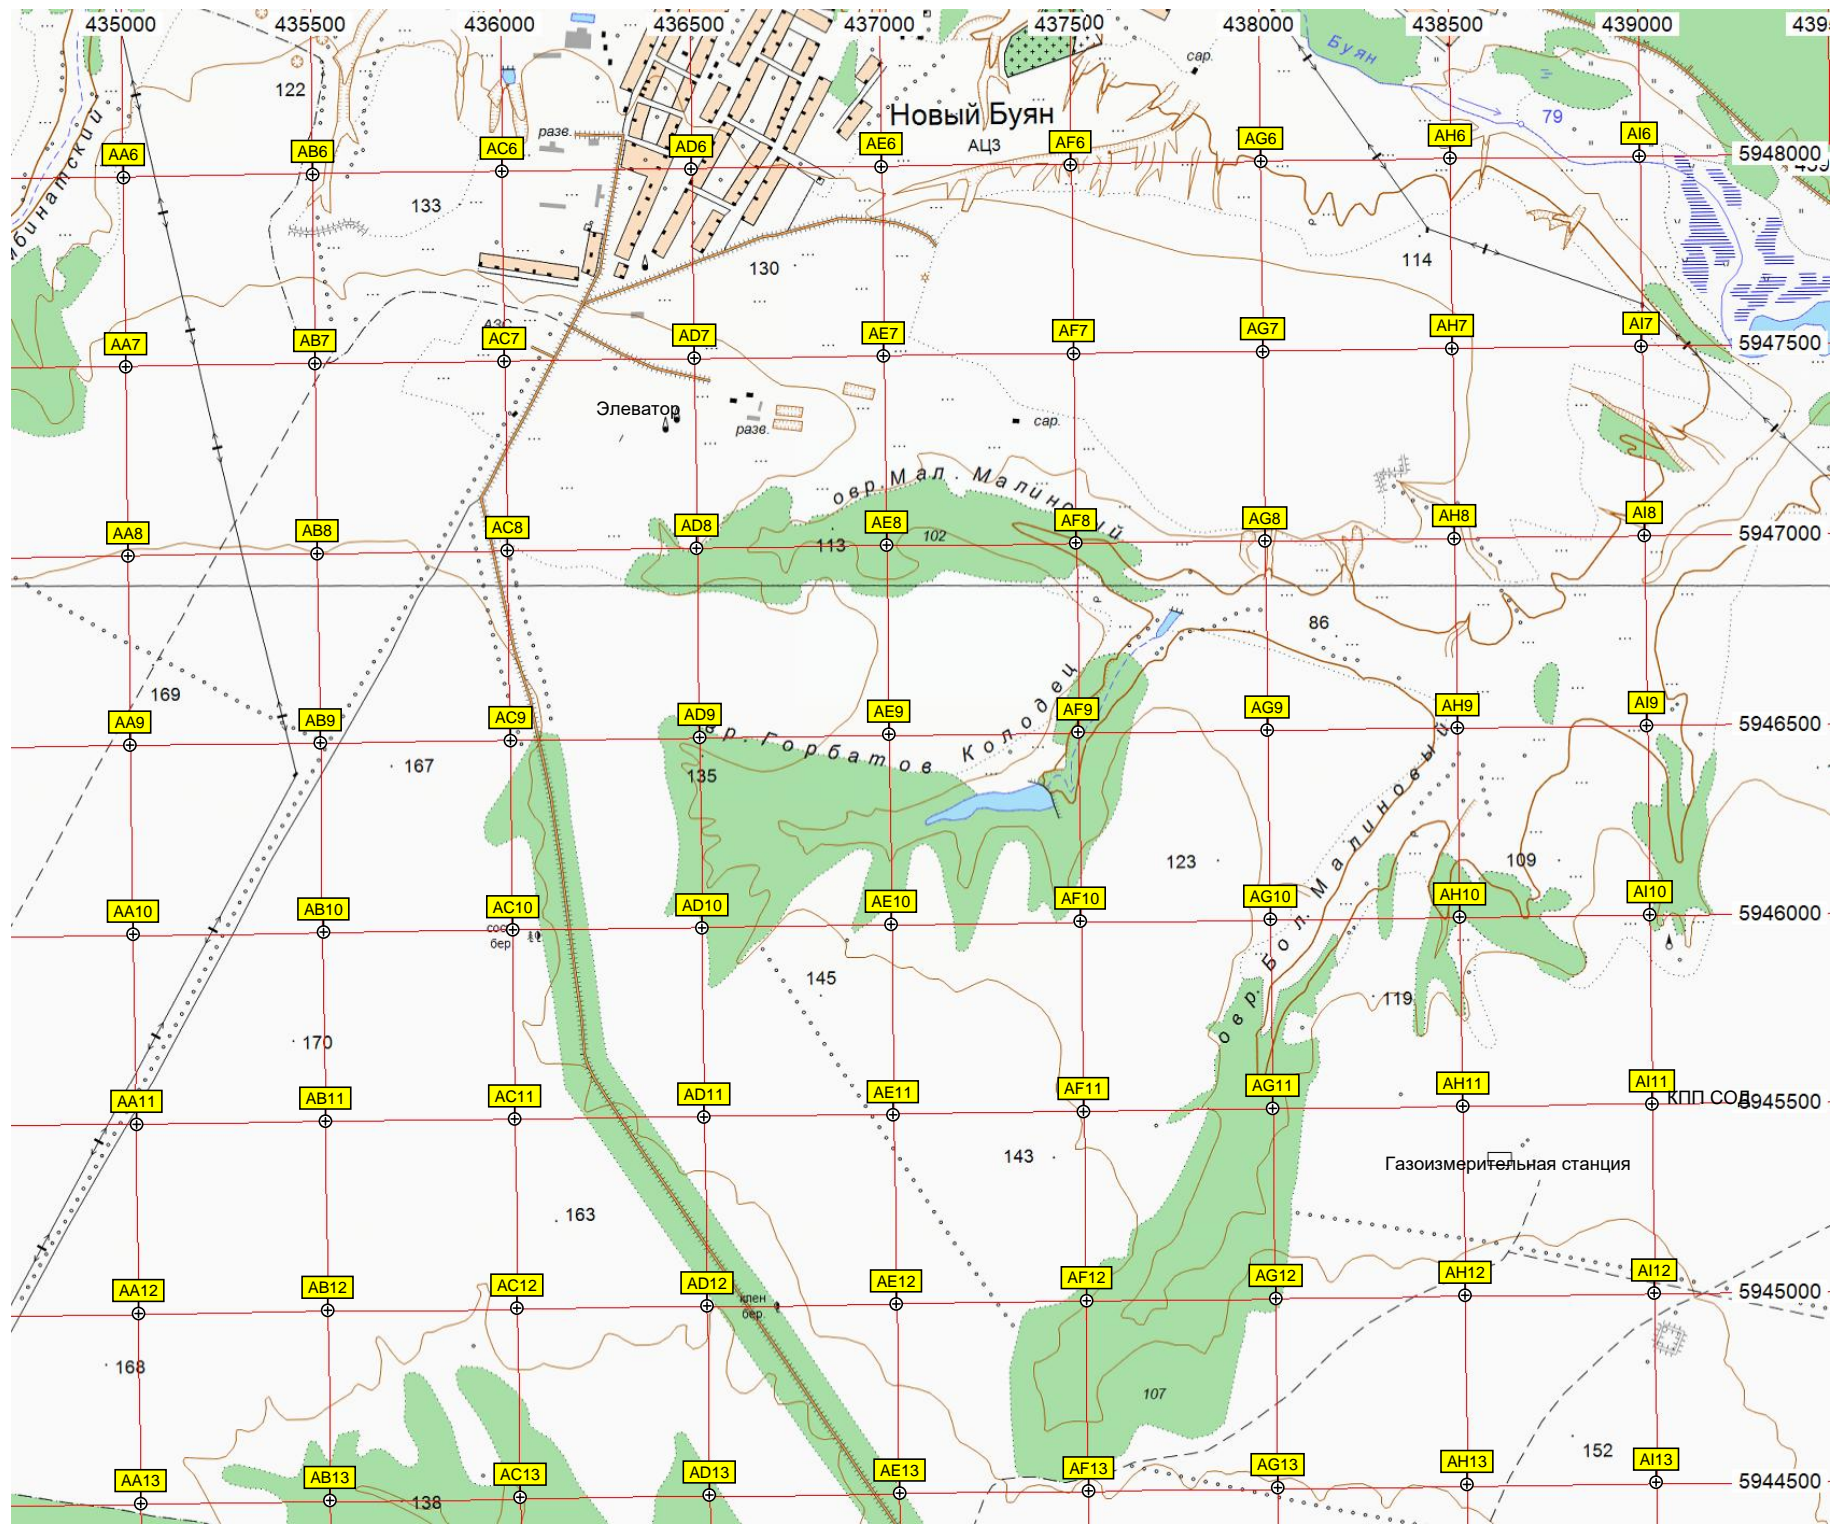 435000 435500 436000 436500 437000 437500 438000 438500 439000 439
Буян
сар.
122
Новый Буян
79
разв.
АЦЗ
AA6 AB6 AC6 AD6 AE6 AF6 AG6 AH6 AI6 5948000
133
130
114
АЗС
AA7 AB7 AC7 AD7 AE7 AF7 AG7 AH7 AI7 5947500
Элеватор
разв.
сар.
овр. Мал. Малиновый
AA8 AB8 AC8 AD8 AE8 AF8 AG8 AH8 AI8 5947000
113
102
86
169
AA9 AB9 AC9 AD9 AE9 AF9 AG9 AH9 AI9 5946500
Горбатов Колодец
167
135
овр. Бол. Малиновый
123
109
AA10 AB10 AC10 AD10 AE10 AF10 AG10 AH10 AI10 5946000
бер
145
119
170
AA11 AB11 AC11 AD11 AE11 AF11 AG11 AH11 AI11 5945500
КПП СОД
143
Газоизмерительная станция
163
AA12 AB12 AC12 AD12 AE12 AF12 AG12 AH12 AI12 5945000
клен
бер.
168
107
152
AA13 AB13 AC13 AD13 AE13 AF13 AG13 AH13 AI13 5944500
138